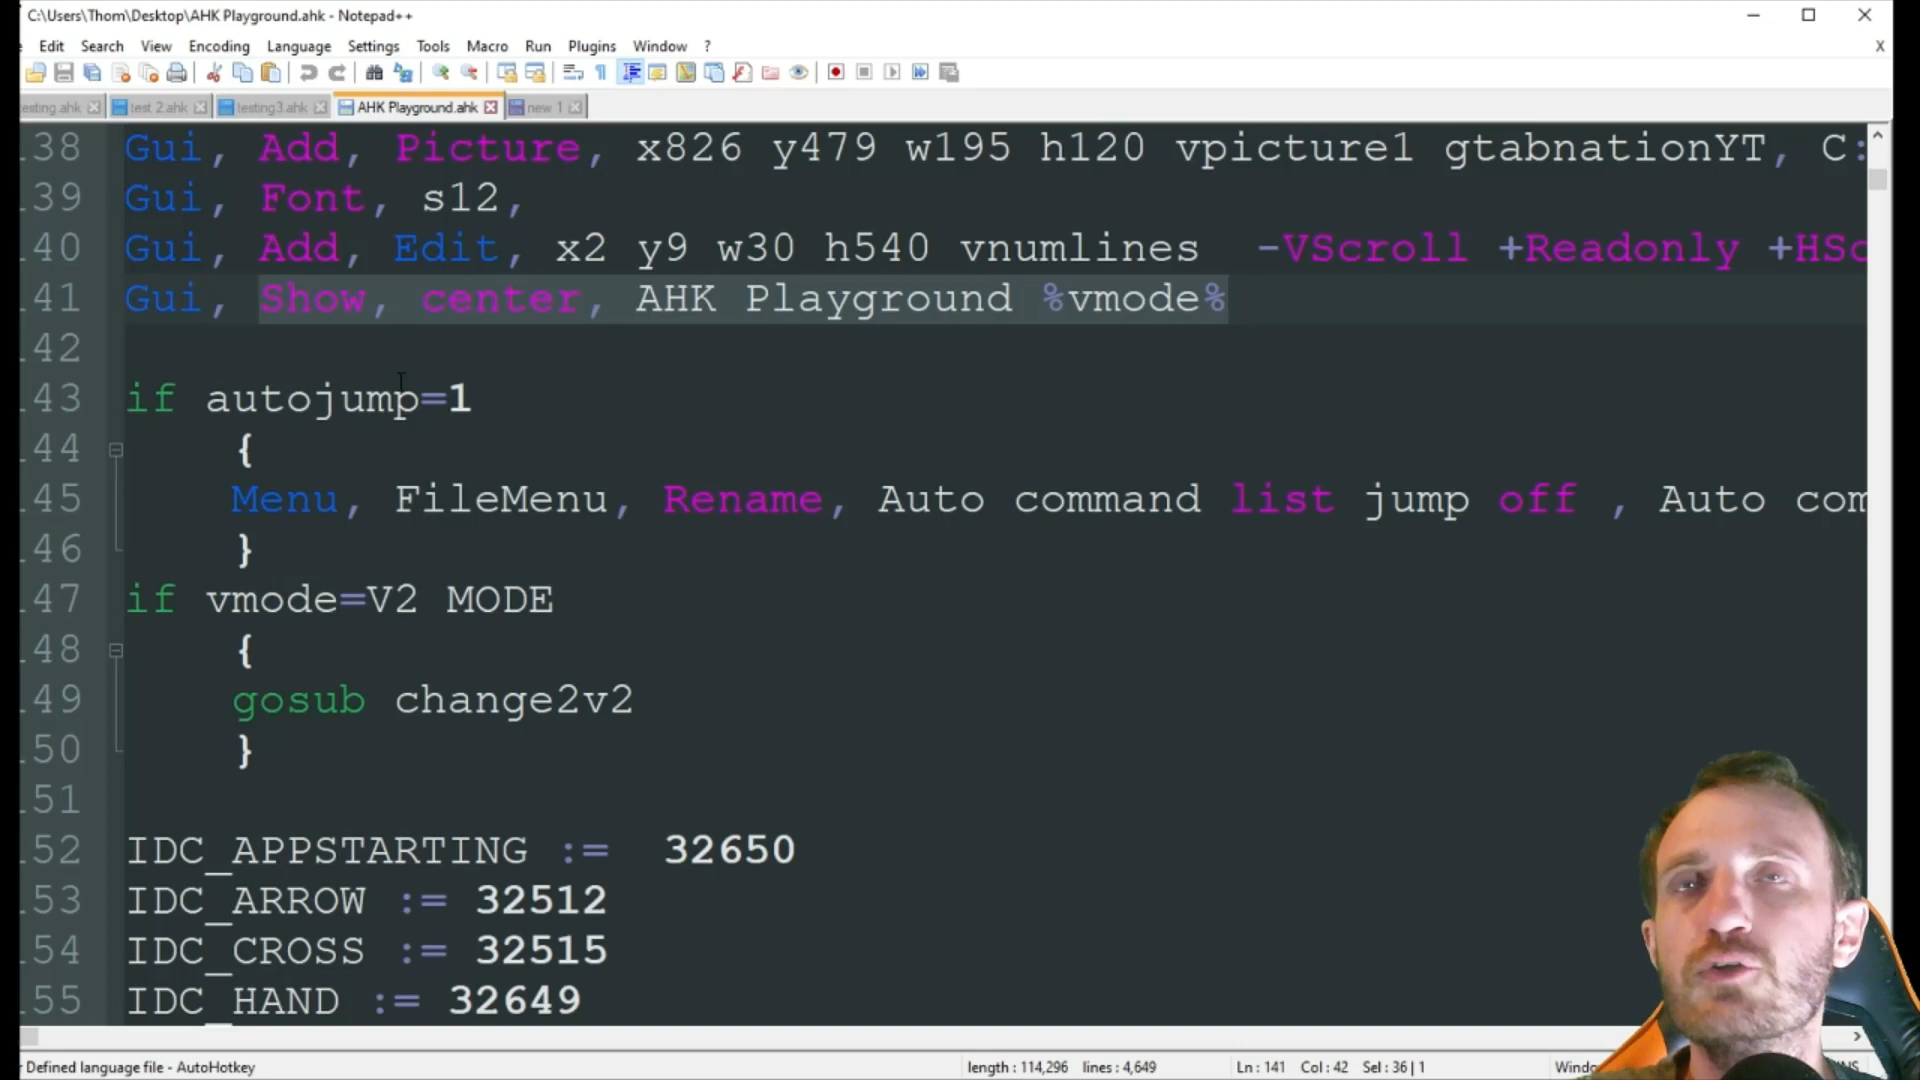 C:\Users\Thom\Desktop\AHK Playground.ahk - Notepad++
Edit Search View Encoding Language Settings Tools Macro Run Plugins Window ? X
esting.ahk test 2.ahk testing3.ahk AHK Playground.ahk new 1
38 Gui, Add, Picture, x826 y479 w195 h120 vpicture1 gtabnationYT, C:
39 Gui, Font, s12,
40 Gui, Add, Edit, x2 y9 w30 h540 vnumlines -VScroll +Readonly +HSc
41 Gui, Show, center, AHK Playground %vmode%
42
43 if autojump=1
44 {
45 Menu, FileMenu, Rename, Auto command list jump off , Auto com
46 }
47 if vmode=V2 MODE
48 {
49 gosub change2v2
50 }
51
52 IDC_APPSTARTING := 32650
53 IDC_ARROW := 32512
54 IDC_CROSS := 32515
55 IDC_HAND := 32649
Defined language file - AutoHotkey length : 114,296 lines : 4,649 Ln : 141 Col : 42 Sel : 36 | 1